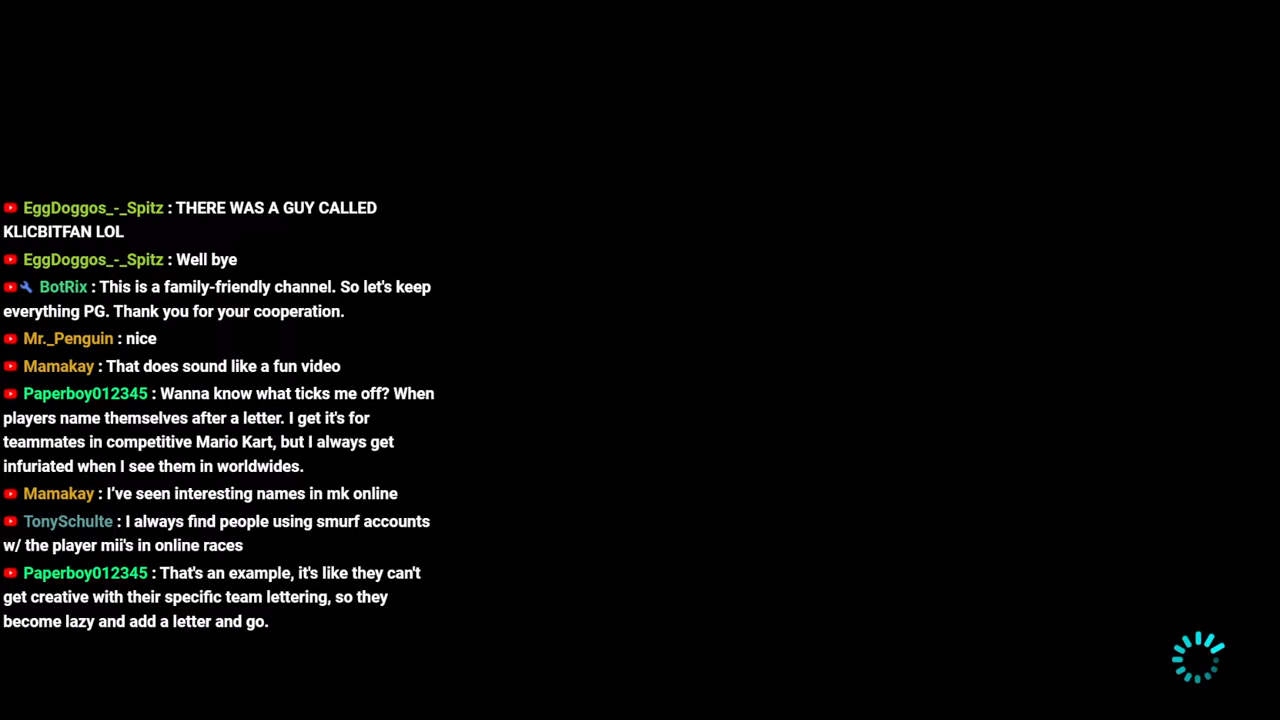 EggDoggos_-_Spitz : THERE WAS A GUY CALLED
KLICBITFAN LOL
EggDoggos_-_Spitz : Well bye
BotRix : This is a family-friendly channel. So let's keep
everything PG. Thank you for your cooperation.
Mr._Penguin : nice
Mamakay : That does sound like a fun video
Paperboy012345 : Wanna know what ticks me off? When
players name themselves after a letter. I get it's for
teammates in competitive Mario Kart, but I always get
infuriated when I see them in worldwides.
Mamakay : I’ve seen interesting names in mk online
TonySchulte : I always find people using smurf accounts
w/ the player mii's in online races
Paperboy012345 : That's an example, it's like they can't
get creative with their specific team lettering, so they
become lazy and add a letter and go.